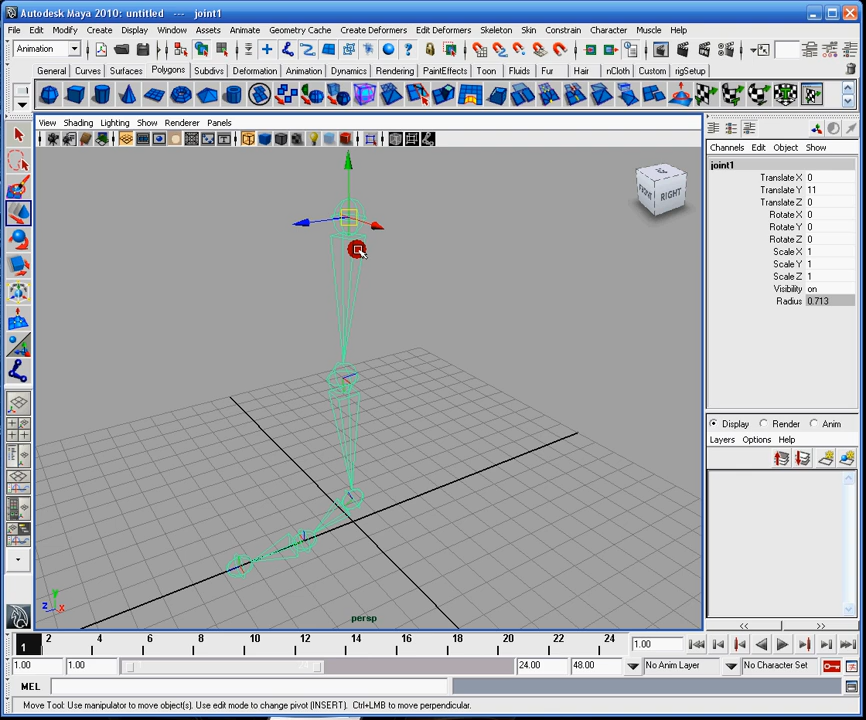 Autodesk Maya 2010: untitled --- joint1
File Edit Modify Create Display Window Assets Animate Geometry Cache Create Deformers Edit Deformers Skeleton Skin Constrain Character Muscle Help
Animation
General Curves Surfaces Polygons Subdivs Deformation Animation Dynamics Rendering PaintEffects Toon Fluids Fur Hair nCloth Custom rigSetup
View Shading Lighting Show Renderer Panels
Channels Edit Object Show
joint1
Translate X 0
Translate Y 11
Translate Z 0
Rotate X 0
Rotate Y 0
Rotate Z 0
Scale X 1
Scale Y 1
Scale Z 1
Visibility on
Radius 0.713
RIGHT
Display Render Anim
Layers Options Help
y
z x
persp
1 2 4 6 8 10 12 14 16 18 20 22 24 1.00
1.00 1.00 24.00 48.00 No Anim Layer No Character Set
MEL
Move Tool: Use manipulator to move object(s). Use edit mode to change pivot (INSERT). Ctrl+LMB to move perpendicular.